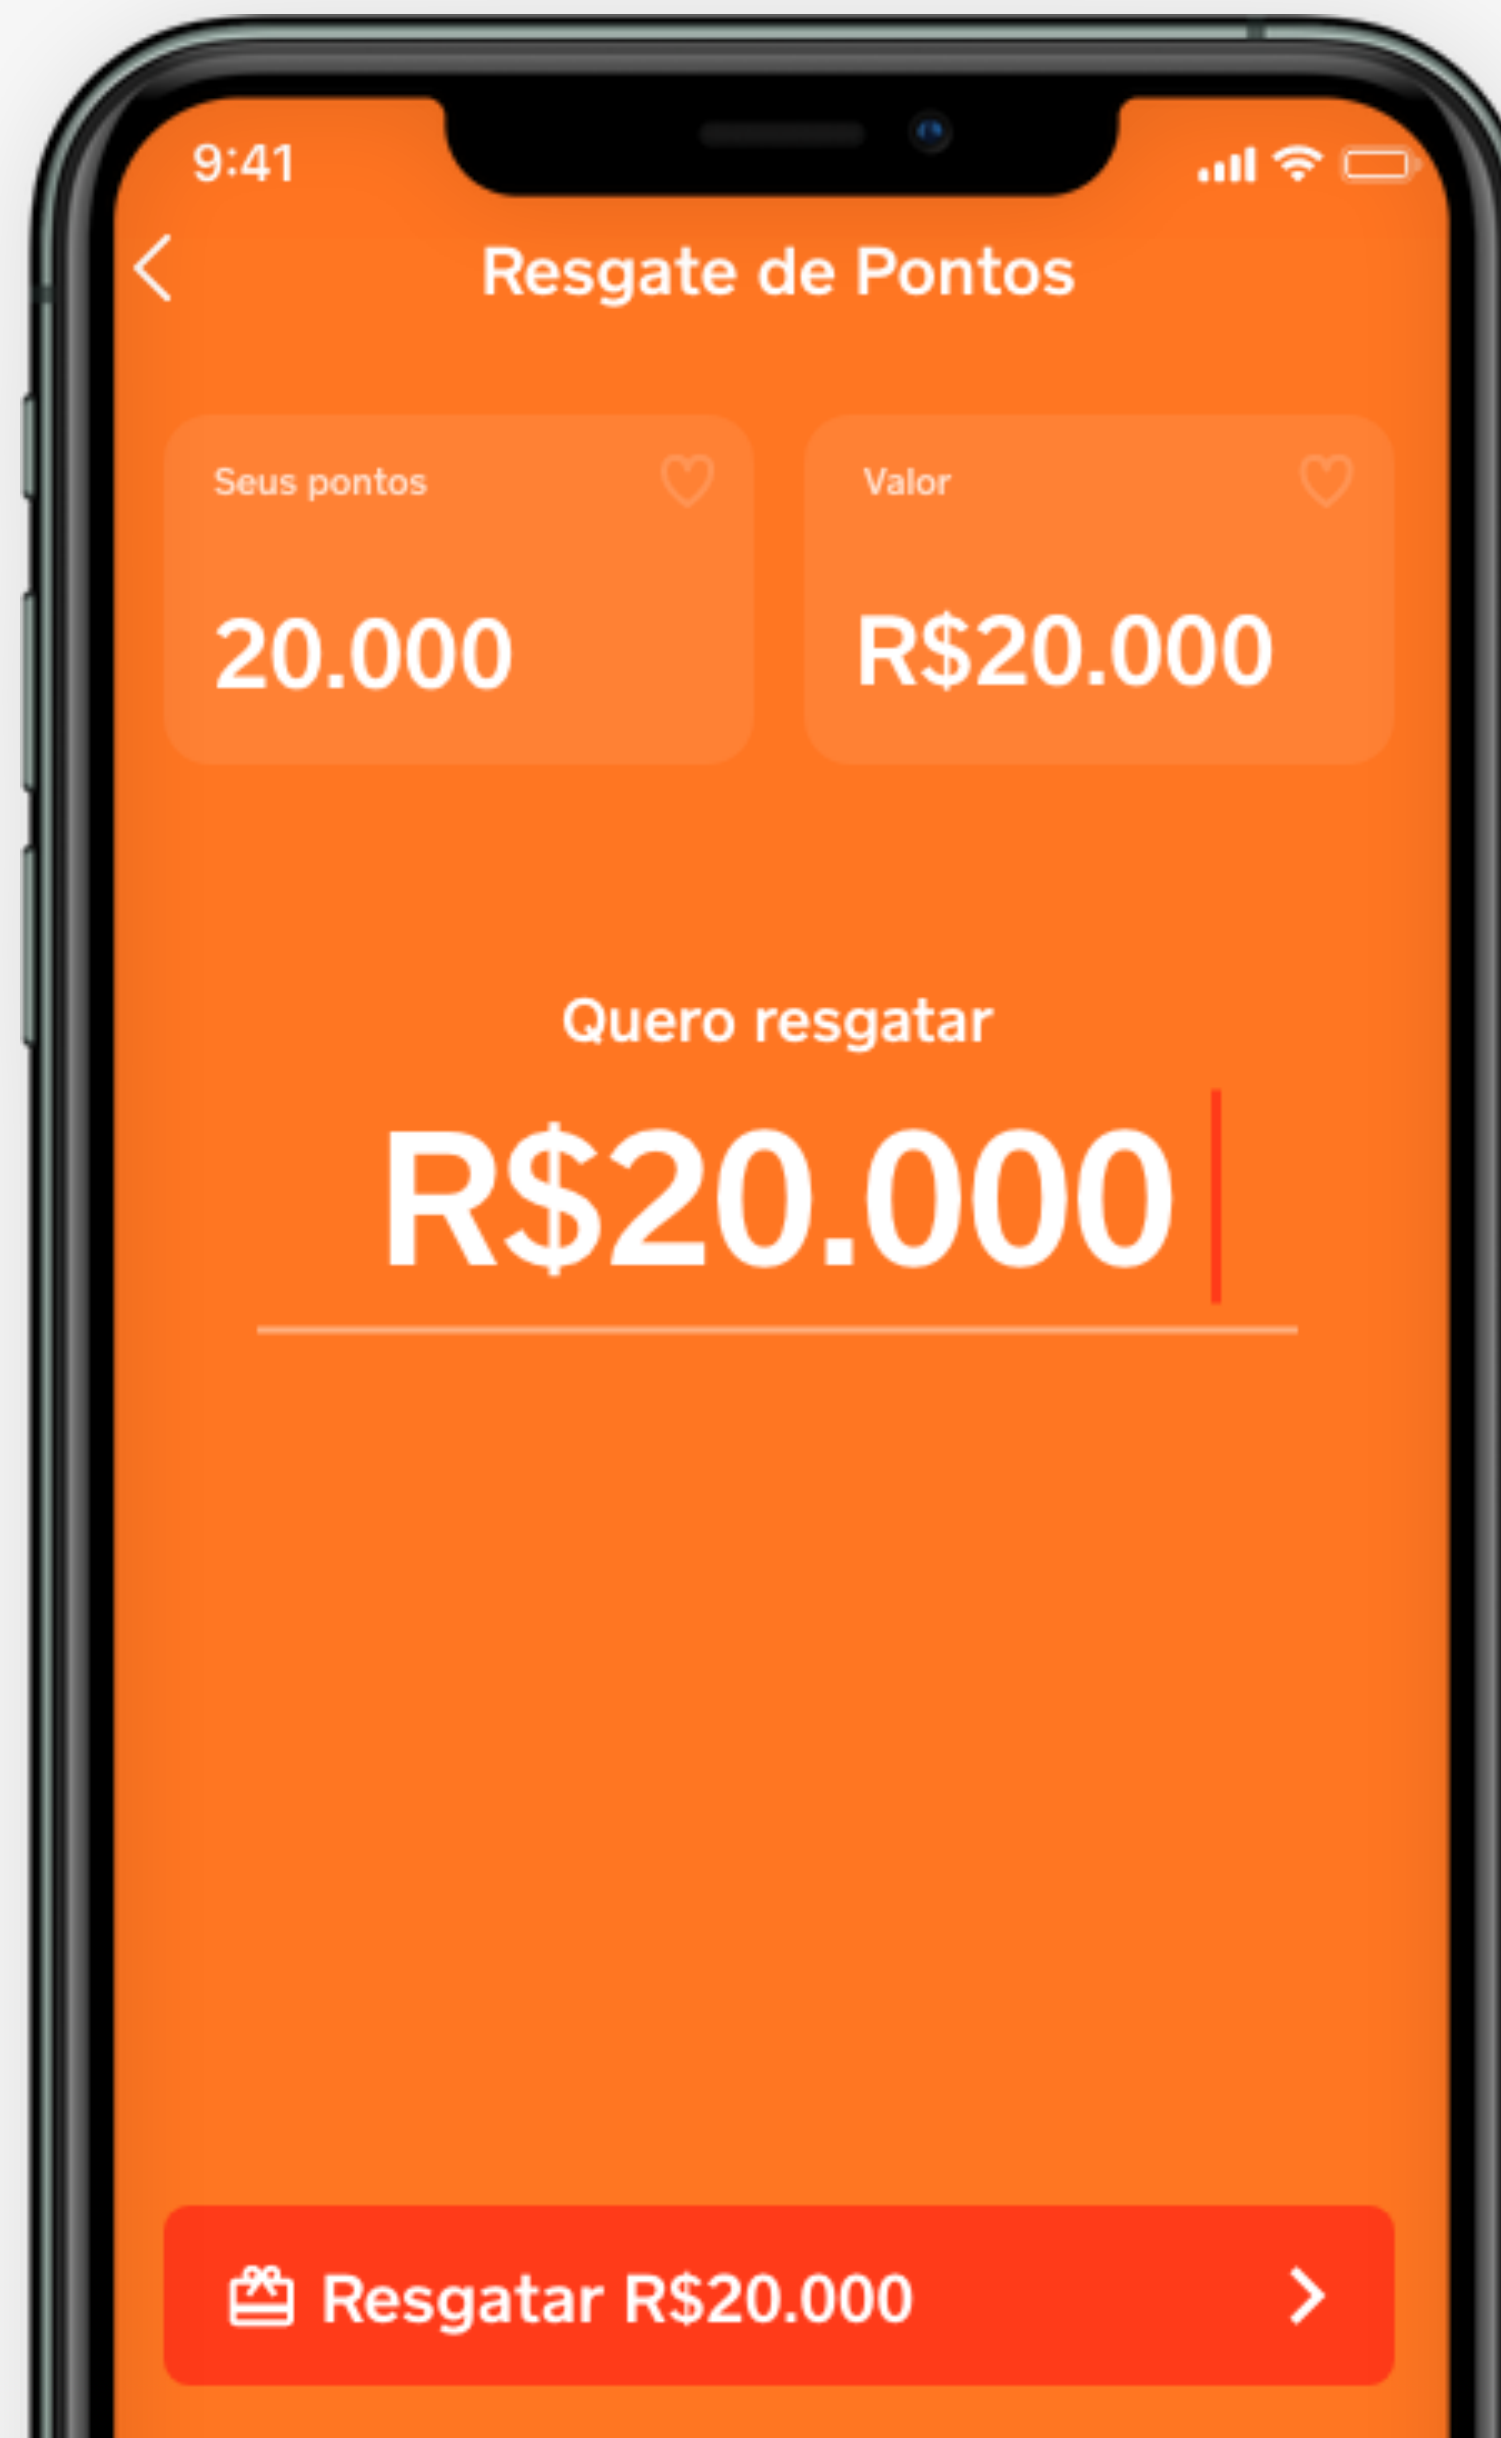 9:41
Resgate de Pontos
Seus pontos
Valor
20.000
R$20.000
Quero resgatar
R$20.000
Resgatar R$20.000